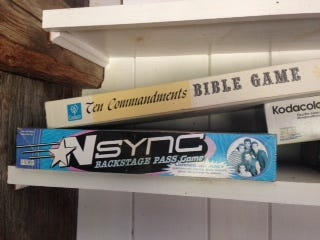 Ten Commandments BIBLE GAME
Kodacolo
NSYNC
BACKSTAGE PASS Game